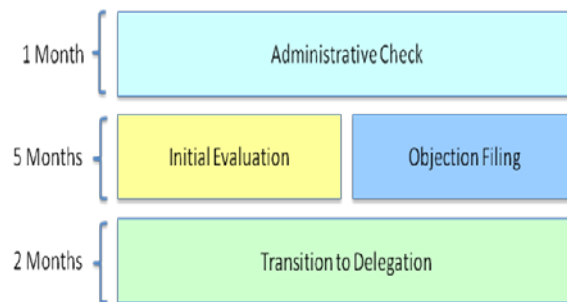 1 Month
Administrative Check
5 Months
Initial Evaluation
Objection Filing
2 Months
Transition to Delegation